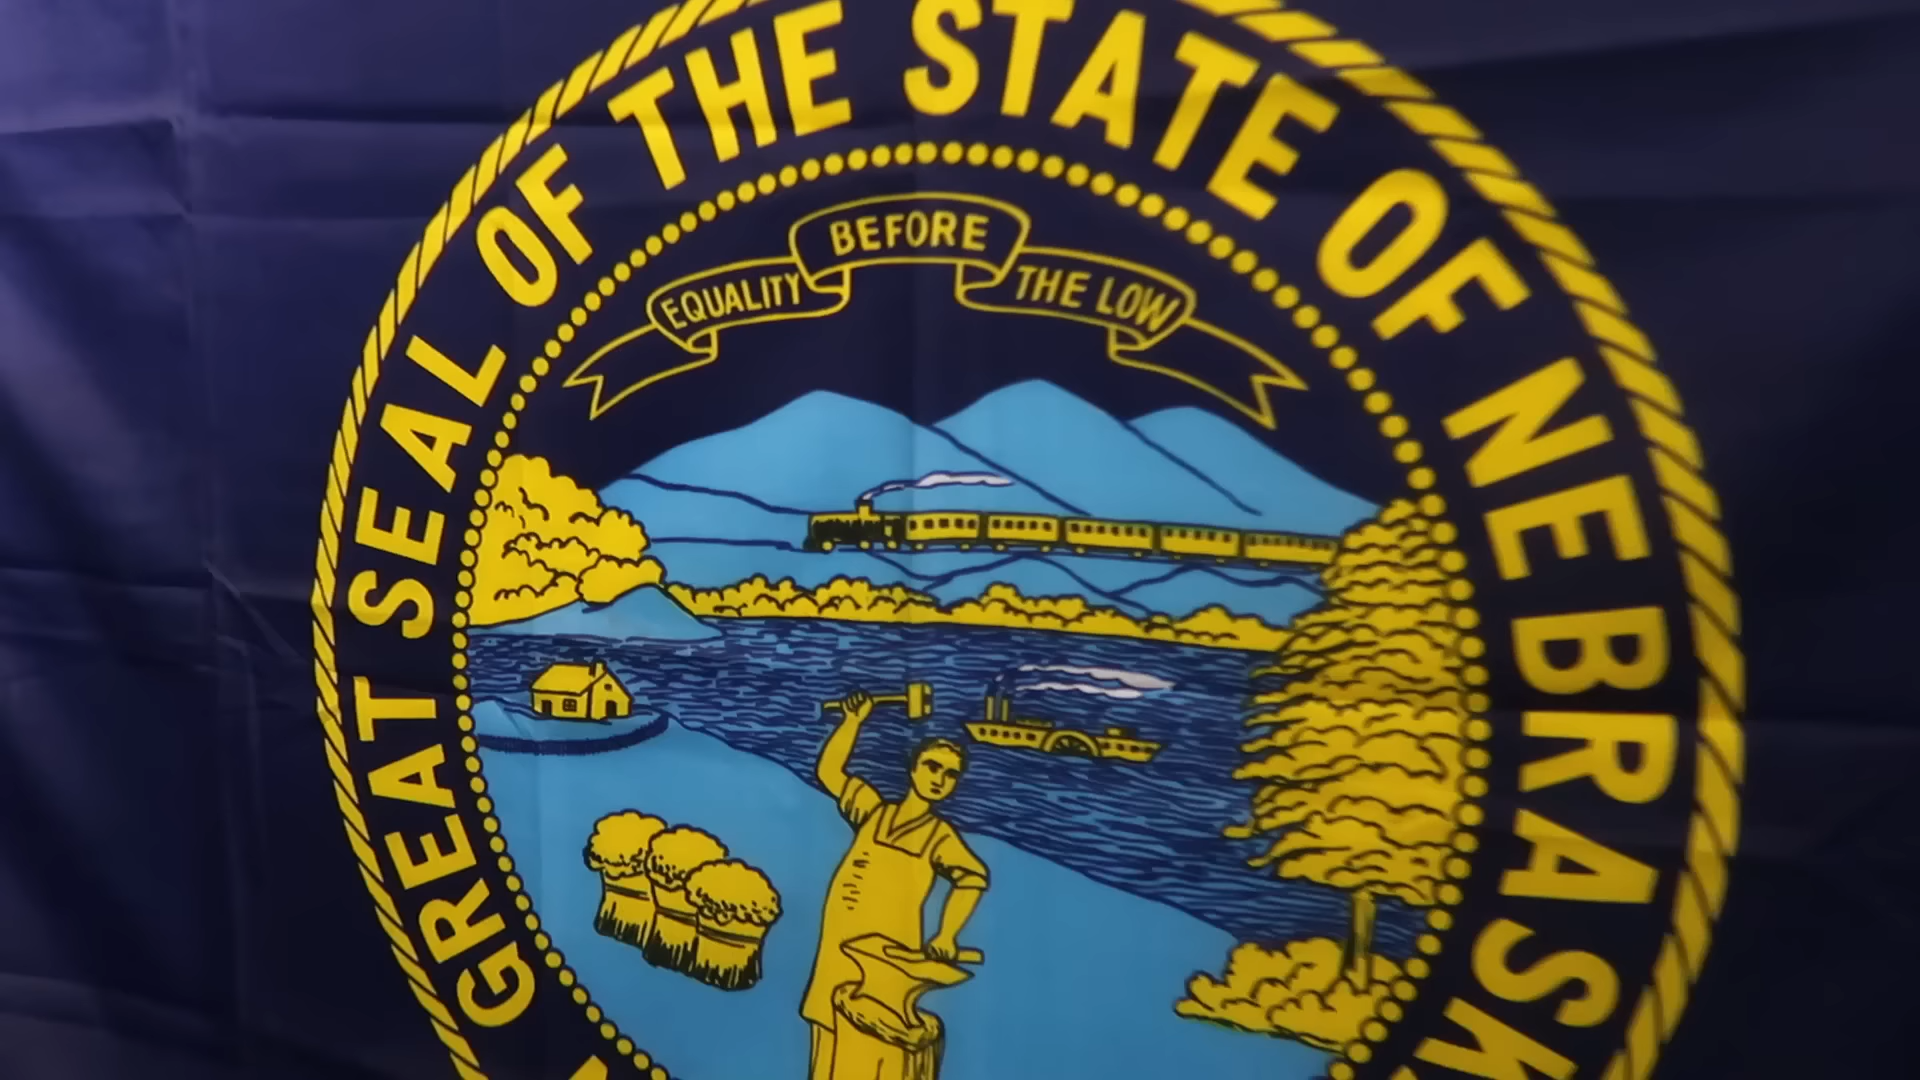 GREAT SEAL OF THE STATE OF NEBRASK
EQUALITY BEFORE THE LOW